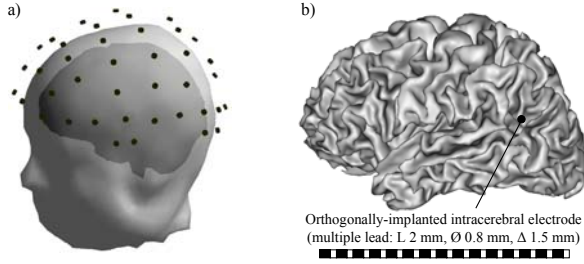 a)
b)
Orthogonally-implanted intracerebral electrode
(multiple lead: L 2 mm, Ø 0.8 mm, Δ 1.5 mm)